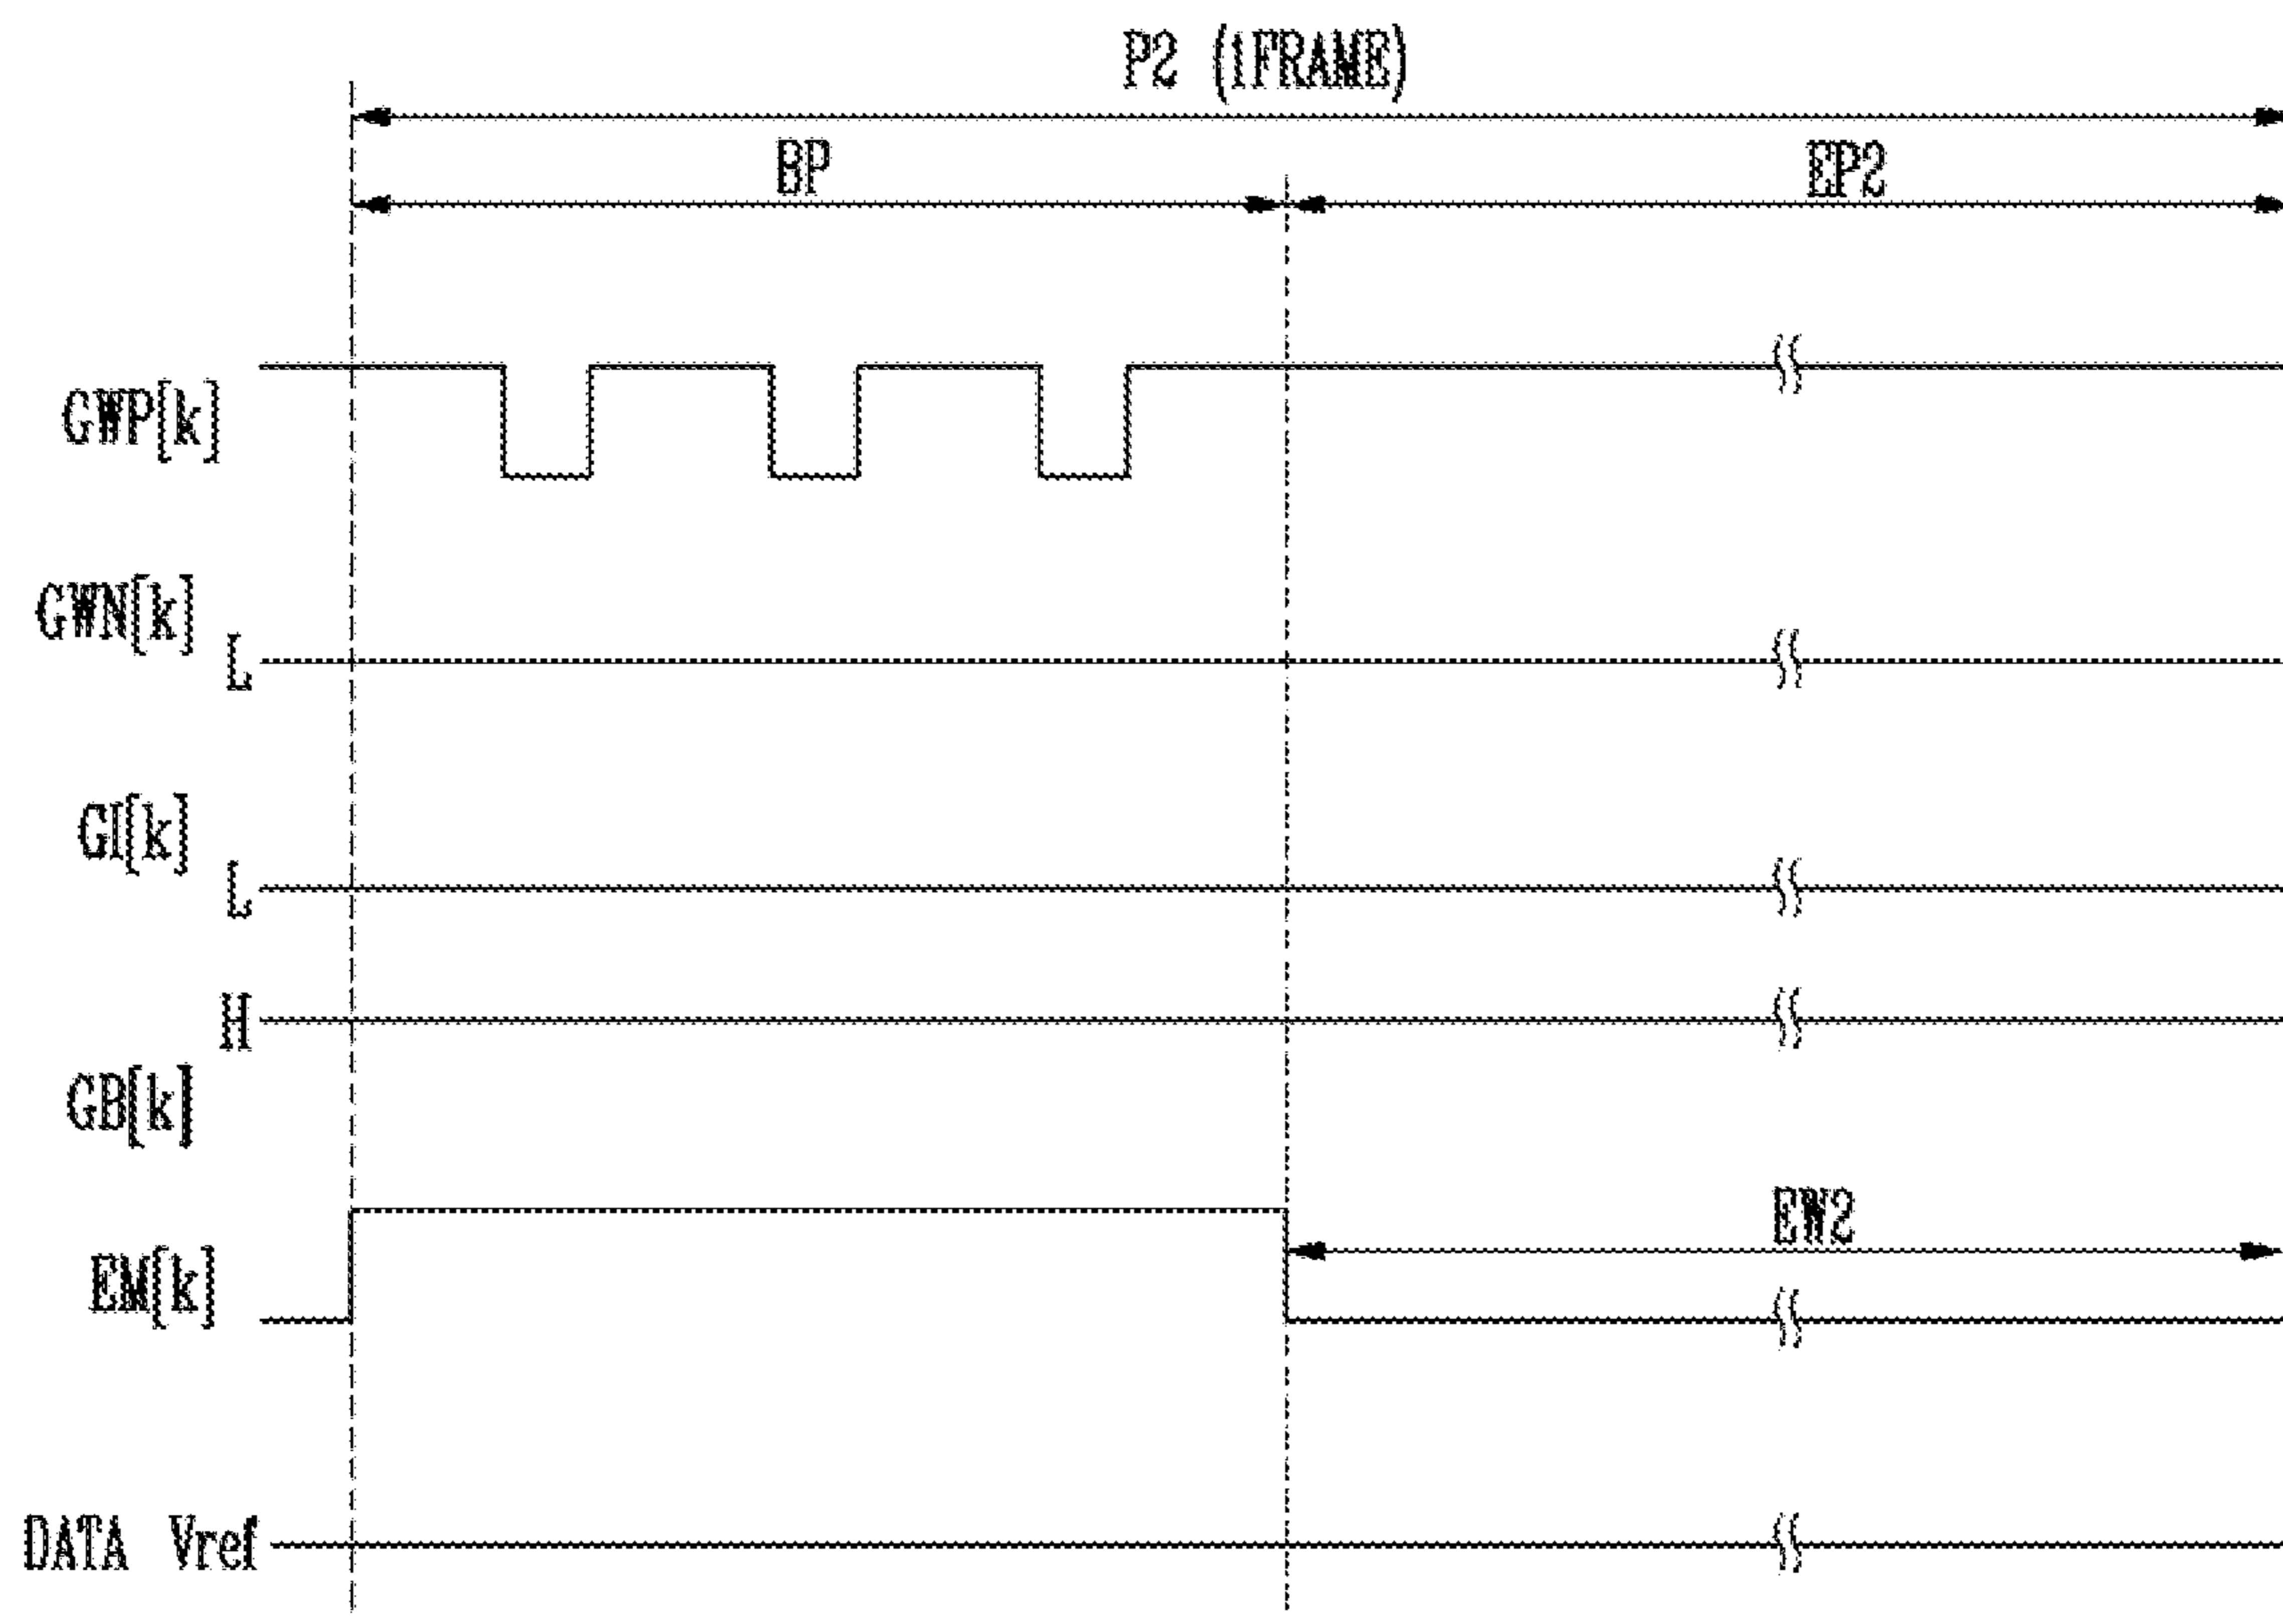 P2 (1FRAME)
BP
EP2
GWP[k]
GWN[k]
L
GI[k]
L
H
GB[k]
EW2
EM[k]
DATA Vref